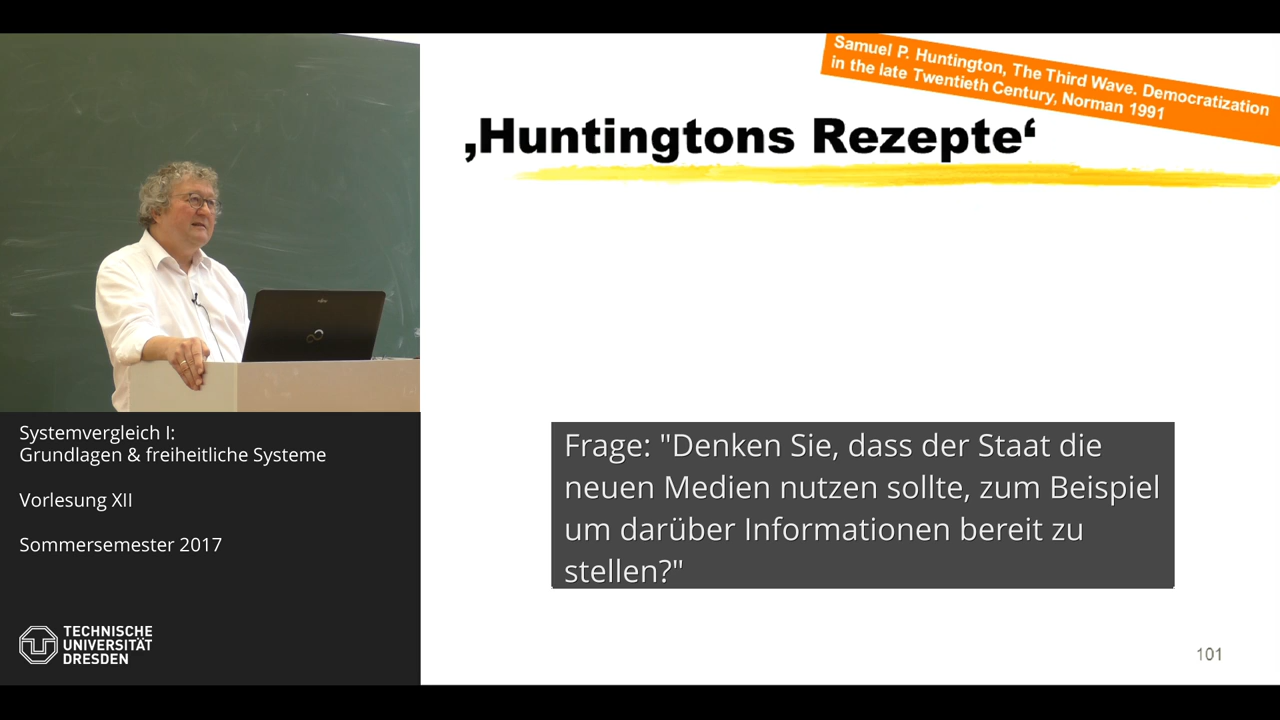 Samuel P. Huntington, The Third Wave. Democratization
in the late Twentieth Century, Norman 1991
‚Huntingtons Rezepte‘
Frage: "Denken Sie, dass der Staat die
neuen Medien nutzen sollte, zum Beispiel
um darüber Informationen bereit zu
stellen?"
101
Systemvergleich I:
Grundlagen & freiheitliche Systeme
Vorlesung XII
Sommersemester 2017
TECHNISCHE
UNIVERSITÄT
DRESDEN